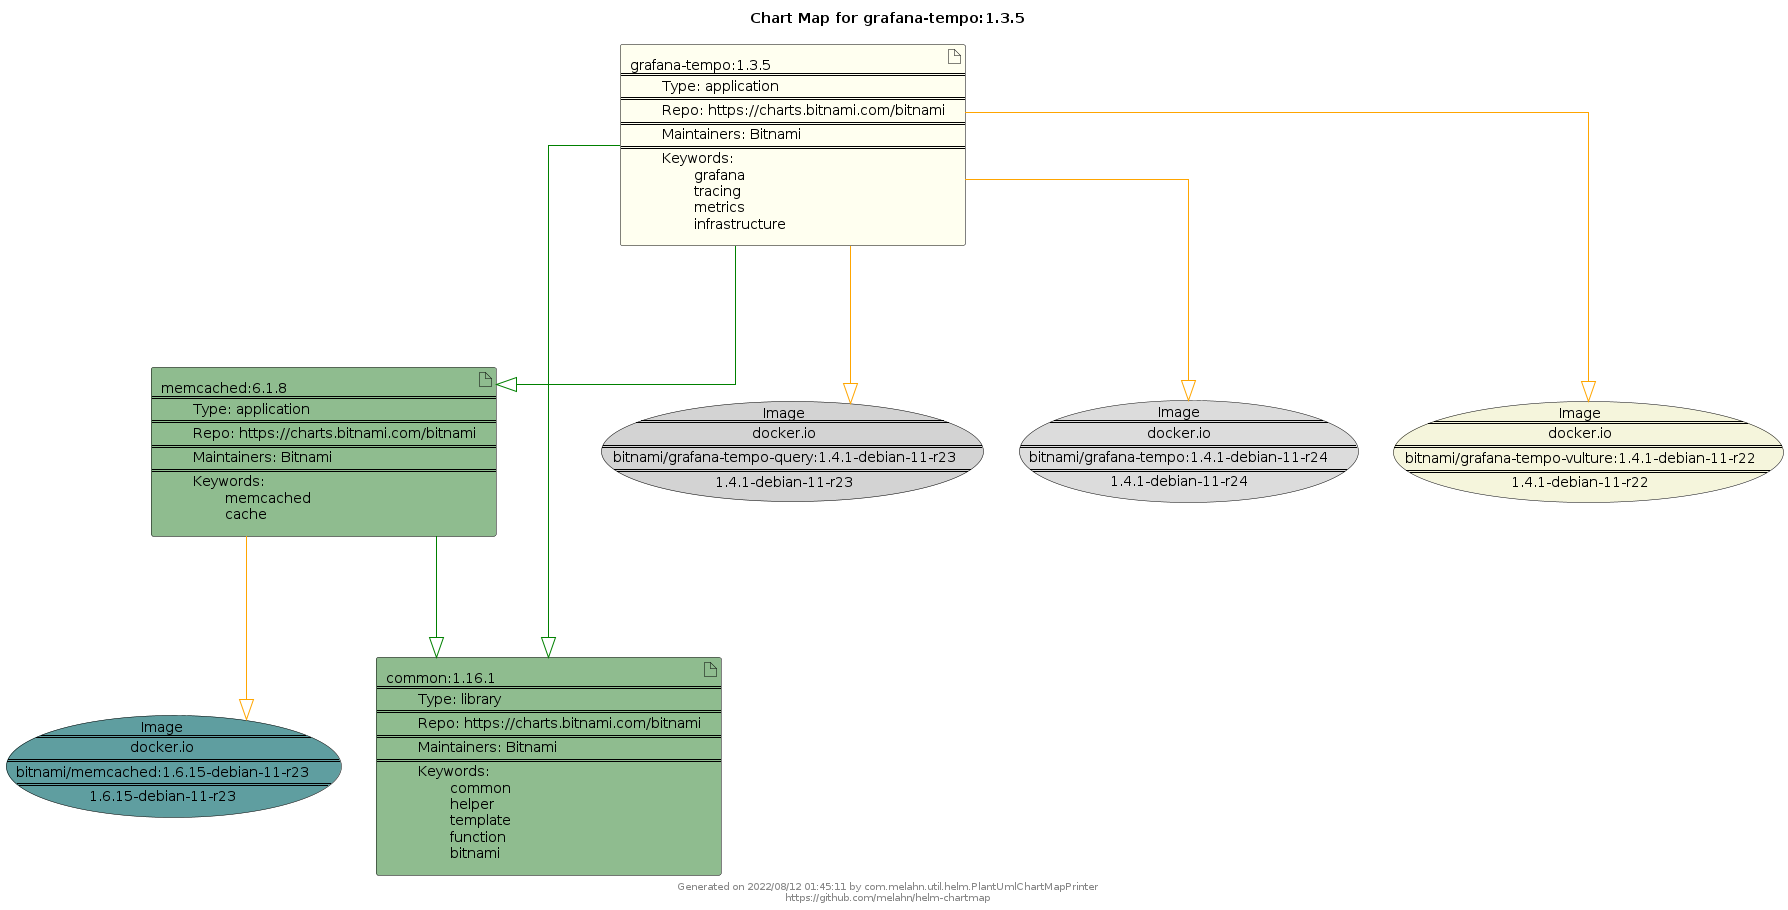 Chart Map for grafana-tempo:1.3.5
grafana-tempo:1.3.5
Type: application
Repo: https://charts.bitnami.com/bitnami
Maintainers: Bitnami
Keywords:
grafana
tracing
metrics
infrastructure
memcached:6.1.8
Type: application
Repo: https://charts.bitnami.com/bitnami
Maintainers: Bitnami
Keywords:
memcached
cache
Image
docker.io
bitnami/grafana-tempo-query:1.4.1-debian-11-r23
1.4.1-debian-11-r23
Image
docker.io
bitnami/grafana-tempo:1.4.1-debian-11-r24
1.4.1-debian-11-r24
Image
docker.io
bitnami/grafana-tempo-vulture:1.4.1-debian-11-r22
1.4.1-debian-11-r22
Image
docker.io
bitnami/memcached:1.6.15-debian-11-r23
1.6.15-debian-11-r23
common:1.16.1
Type: library
Repo: https://charts.bitnami.com/bitnami
Maintainers: Bitnami
Keywords:
common
helper
template
function
bitnami
Generated on 2022/08/12 01:45:11 by com.melahn.util.helm.PlantUmlChartMapPrinter
https://github.com/melahn/helm-chartmap